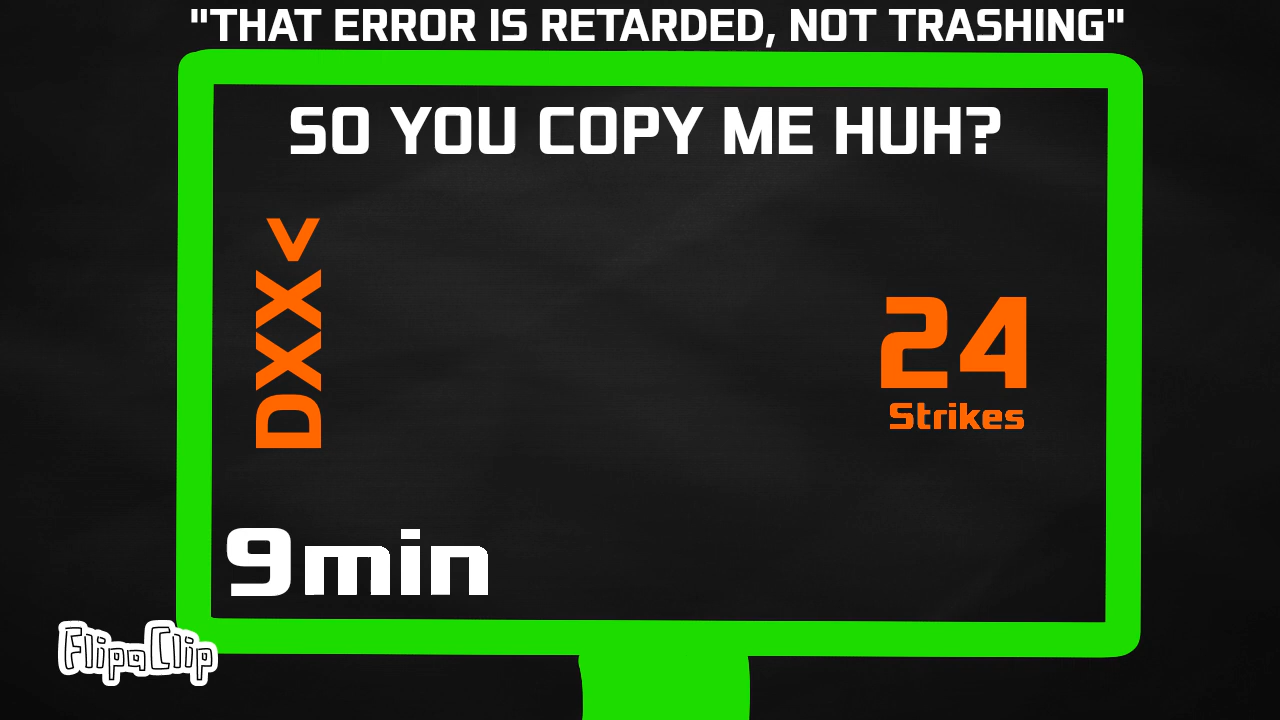 "THAT ERROR IS RETARDED, NOT TRASHING"
SO YOU COPY ME HUH?
DXX <
24
Strikes
9min
FlipaClip